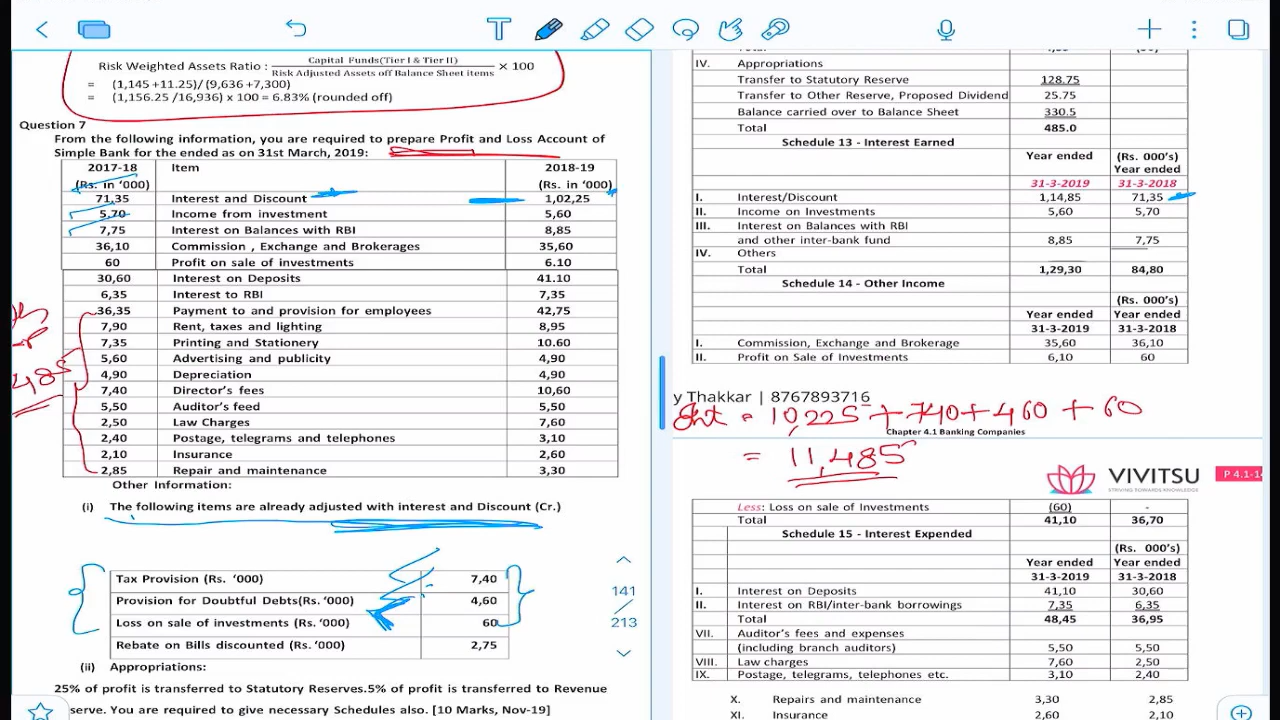 Risk Weighted Assets Ratio : Capital Funds(Tier I & Tier II) / Risk Adjusted Assets off Balance Sheet items × 100
= (1,145 +11.25)/ (9,636 +7,300)
= (1,156.25 /16,936) x 100 = 6.83% (rounded off)
Question 7
From the following information, you are required to prepare Profit and Loss Account of
Simple Bank for the ended as on 31st March, 2019:
2017-18 Item 2018-19
(Rs. in '000) (Rs. in '000)
71,35 Interest and Discount 1,02,25
5,70 Income from investment 5,60
7,75 Interest on Balances with RBI 8,85
36,10 Commission , Exchange and Brokerages 35,60
60 Profit on sale of investments 6.10
30,60 Interest on Deposits 41.10
6,35 Interest to RBI 7,35
36,35 Payment to and provision for employees 42,75
7,90 Rent, taxes and lighting 8,95
7,35 Printing and Stationery 10.60
5,60 Advertising and publicity 4,90
4,90 Depreciation 4,90
7,40 Director's fees 10,60
5,50 Auditor's feed 5,50
2,50 Law Charges 7,60
2,40 Postage, telegrams and telephones 3,10
2,10 Insurance 2,60
2,85 Repair and maintenance 3,30
485
Other Information:
(i) The following items are already adjusted with interest and Discount (Cr.)
Tax Provision (Rs. '000) 7,40
Provision for Doubtful Debts(Rs. '000) 4,60
Loss on sale of investments (Rs. '000) 60
Rebate on Bills discounted (Rs. '000) 2,75
(ii) Appropriations:
25% of profit is transferred to Statutory Reserves.5% of profit is transferred to Revenue
serve. You are required to give necessary Schedules also. [10 Marks, Nov-19]
141
213
IV. Appropriations
Transfer to Statutory Reserve 128.75
Transfer to Other Reserve, Proposed Dividend 25.75
Balance carried over to Balance Sheet 330.5
Total 485.0
Schedule 13 - Interest Earned
Year ended (Rs. 000's) Year ended
31-3-2019 31-3-2018
I. Interest/Discount 1,14,85 71,35
II. Income on Investments 5,60 5,70
III. Interest on Balances with RBI
and other inter-bank fund 8,85 7,75
IV. Others
Total 1,29,30 84,80
Schedule 14 - Other Income
(Rs. 000's)
Year ended Year ended
31-3-2019 31-3-2018
I. Commission, Exchange and Brokerage 35,60 36,10
II. Profit on Sale of Investments 6,10 60
y Thakkar | 8767893716
= 10,225 + 740 + 460 + 60
Chapter 4.1 Banking Companies
= 11,485
VIVITSU
STRIVING TOWARDS KNOWLEDGE
P 4.1-1
Less: Loss on sale of Investments (60) -
Total 41,10 36,70
Schedule 15 - Interest Expended
(Rs. 000's)
Year ended Year ended
31-3-2019 31-3-2018
I. Interest on Deposits 41,10 30,60
II. Interest on RBI/inter-bank borrowings 7,35 6,35
Total 48,45 36,95
VII. Auditor's fees and expenses
(including branch auditors) 5,50 5,50
VIII. Law charges 7,60 2,50
IX. Postage, telegrams, telephones etc. 3,10 2,40
X. Repairs and maintenance 3,30 2,85
XI. Insurance 2,60 2,10